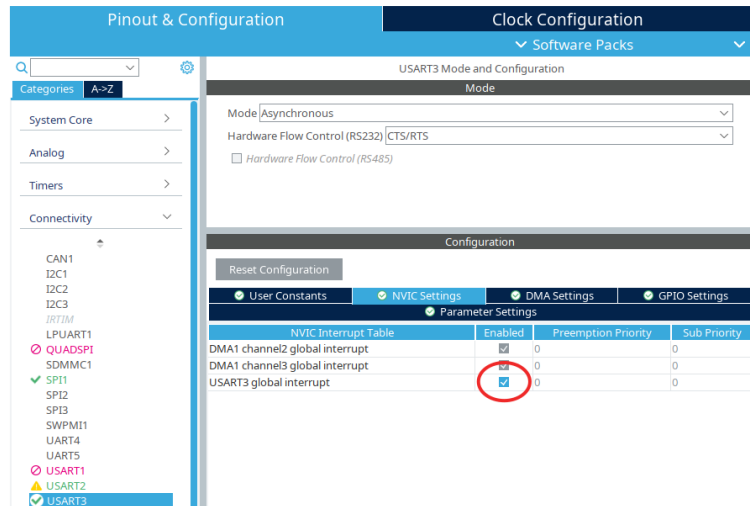 Pinout & Configuration
Clock Configuration
Software Packs
USART3 Mode and Configuration
Categories
A->Z
Mode
System Core
Mode Asynchronous
Hardware Flow Control (RS232) CTS/RTS
Analog
Hardware Flow Control (RS485)
Timers
Connectivity
Configuration
CAN1
I2C1
I2C2
I2C3
IRTIM
LPUART1
QUADSPI
SDMMC1
SPI1
SPI2
SPI3
SWPMI1
UART4
UART5
USART1
USART2
USART3
Reset Configuration
User Constants
NVIC Settings
DMA Settings
GPIO Settings
Parameter Settings
NVIC Interrupt Table Enabled Preemption Priority Sub Priority
DMA1 channel2 global interrupt 0 0
DMA1 channel3 global interrupt 0 0
USART3 global interrupt 0 0